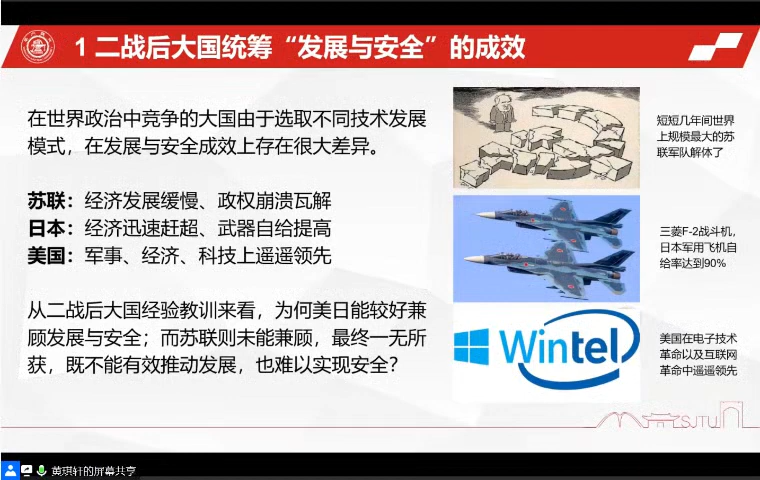 1 二战后大国统筹“发展与安全”的成效
在世界政治中竞争的大国由于选取不同技术发展
模式，在发展与安全成效上存在很大差异。
苏联：经济发展缓慢、政权崩溃瓦解
日本：经济迅速赶超、武器自给提高
美国：军事、经济、科技上遥遥领先
从二战后大国经验教训来看，为何美日能较好兼
顾发展与安全；而苏联则未能兼顾，最终一无所
获，既不能有效推动发展，也难以实现安全？
短短几年间世界
上规模最大的苏
联军队解体了
三菱F-2战斗机，
日本军用飞机自
给率达到90%
Wintel
美国在电子技术
革命以及互联网
革命中遥遥领先
SJTU
黄琪轩的屏幕共享